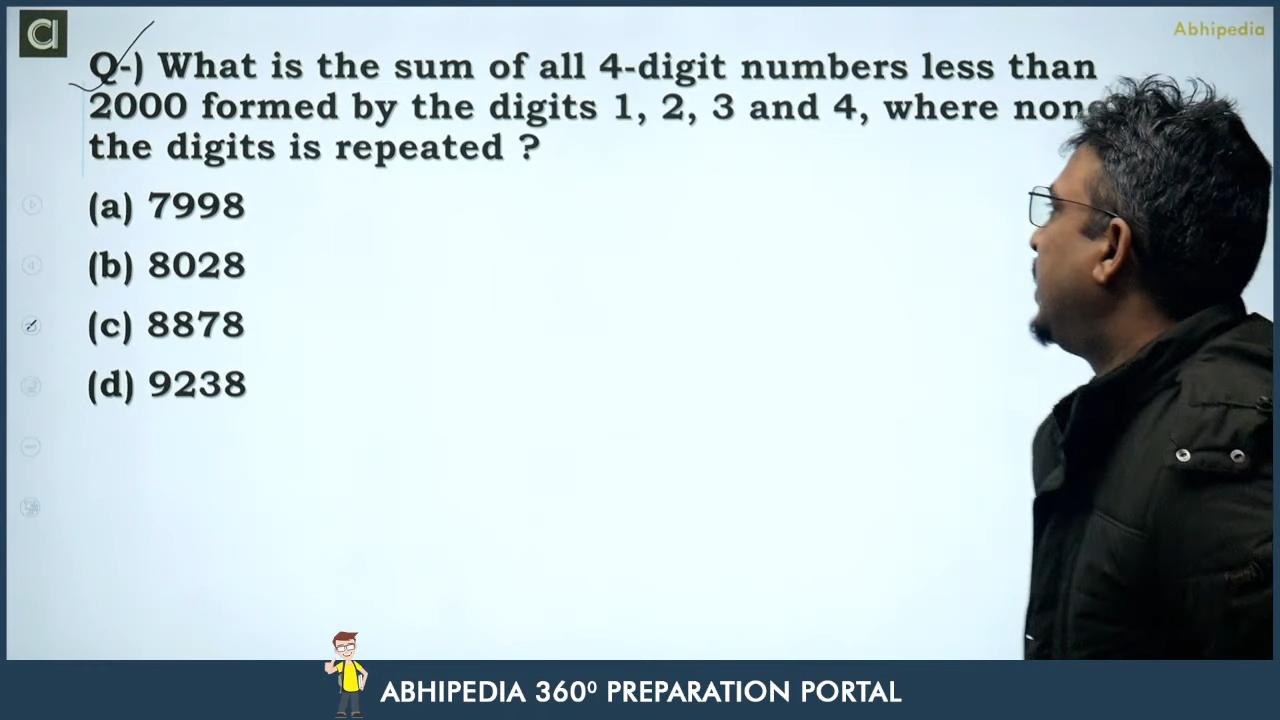 Abhipedia
Q-) What is the sum of all 4-digit numbers less than
2000 formed by the digits 1, 2, 3 and 4, where
the digits is repeated ?
(a) 7998
(b) 8028
(c) 8878
(d) 9238
ABHIPEDIA 360⁰ PREPARATION PORTAL